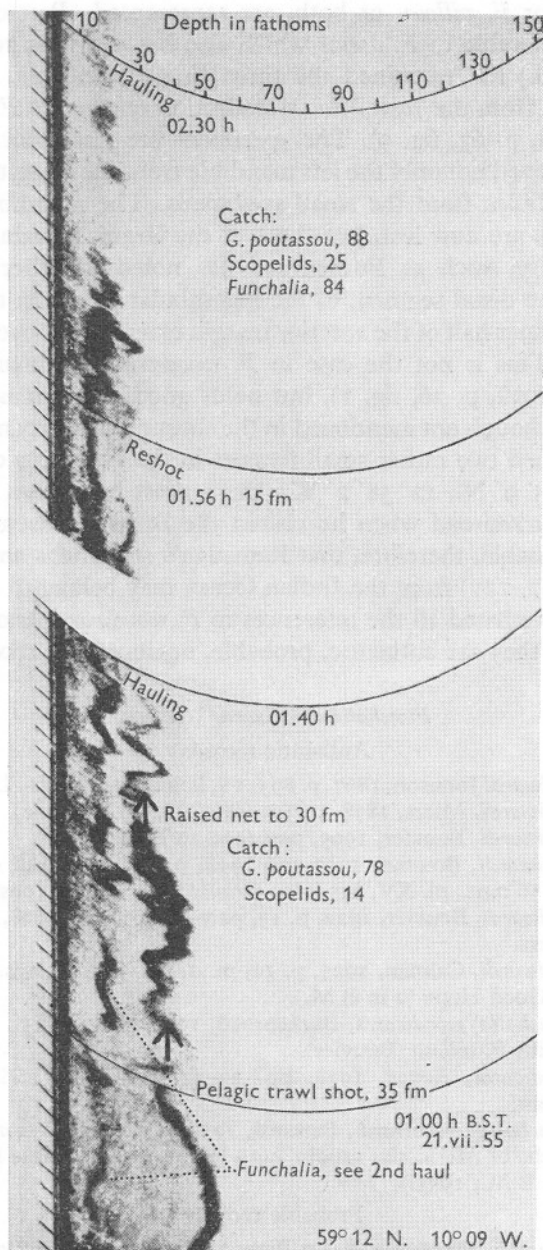 Depth in fathoms
10 30 50 70 80 90 110 130 150
Hauling
02.30 h
Catch:
G. poutassou, 88
Scopelids, 25
Funchalia, 84
Reshot
01.56 h 15 fm
Hauling
01.40 h
Raised net to 30 fm
Catch:
G. poutassou, 78
Scopelids, 14
Pelagic trawl shot, 35 fm
01.00 h B.S.T.
21.vii.55
Funchalia, see 2nd haul
59° 12 N. 10° 09 W.